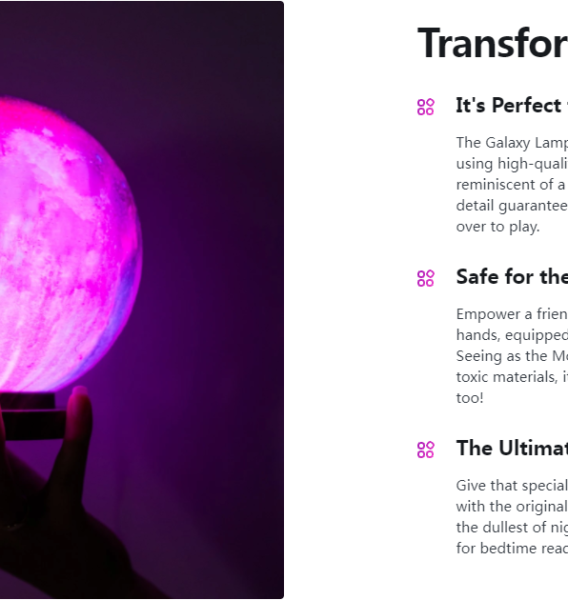 Transfor
It's Perfect
The Galaxy Lamp
using high-quali
reminiscent of a
detail guarantee
over to play.
Safe for the
Empower a frien
hands, equipped
Seeing as the Mo
toxic materials, i
too!
The Ultimat
Give that special
with the original
the dullest of nig
for bedtime reac